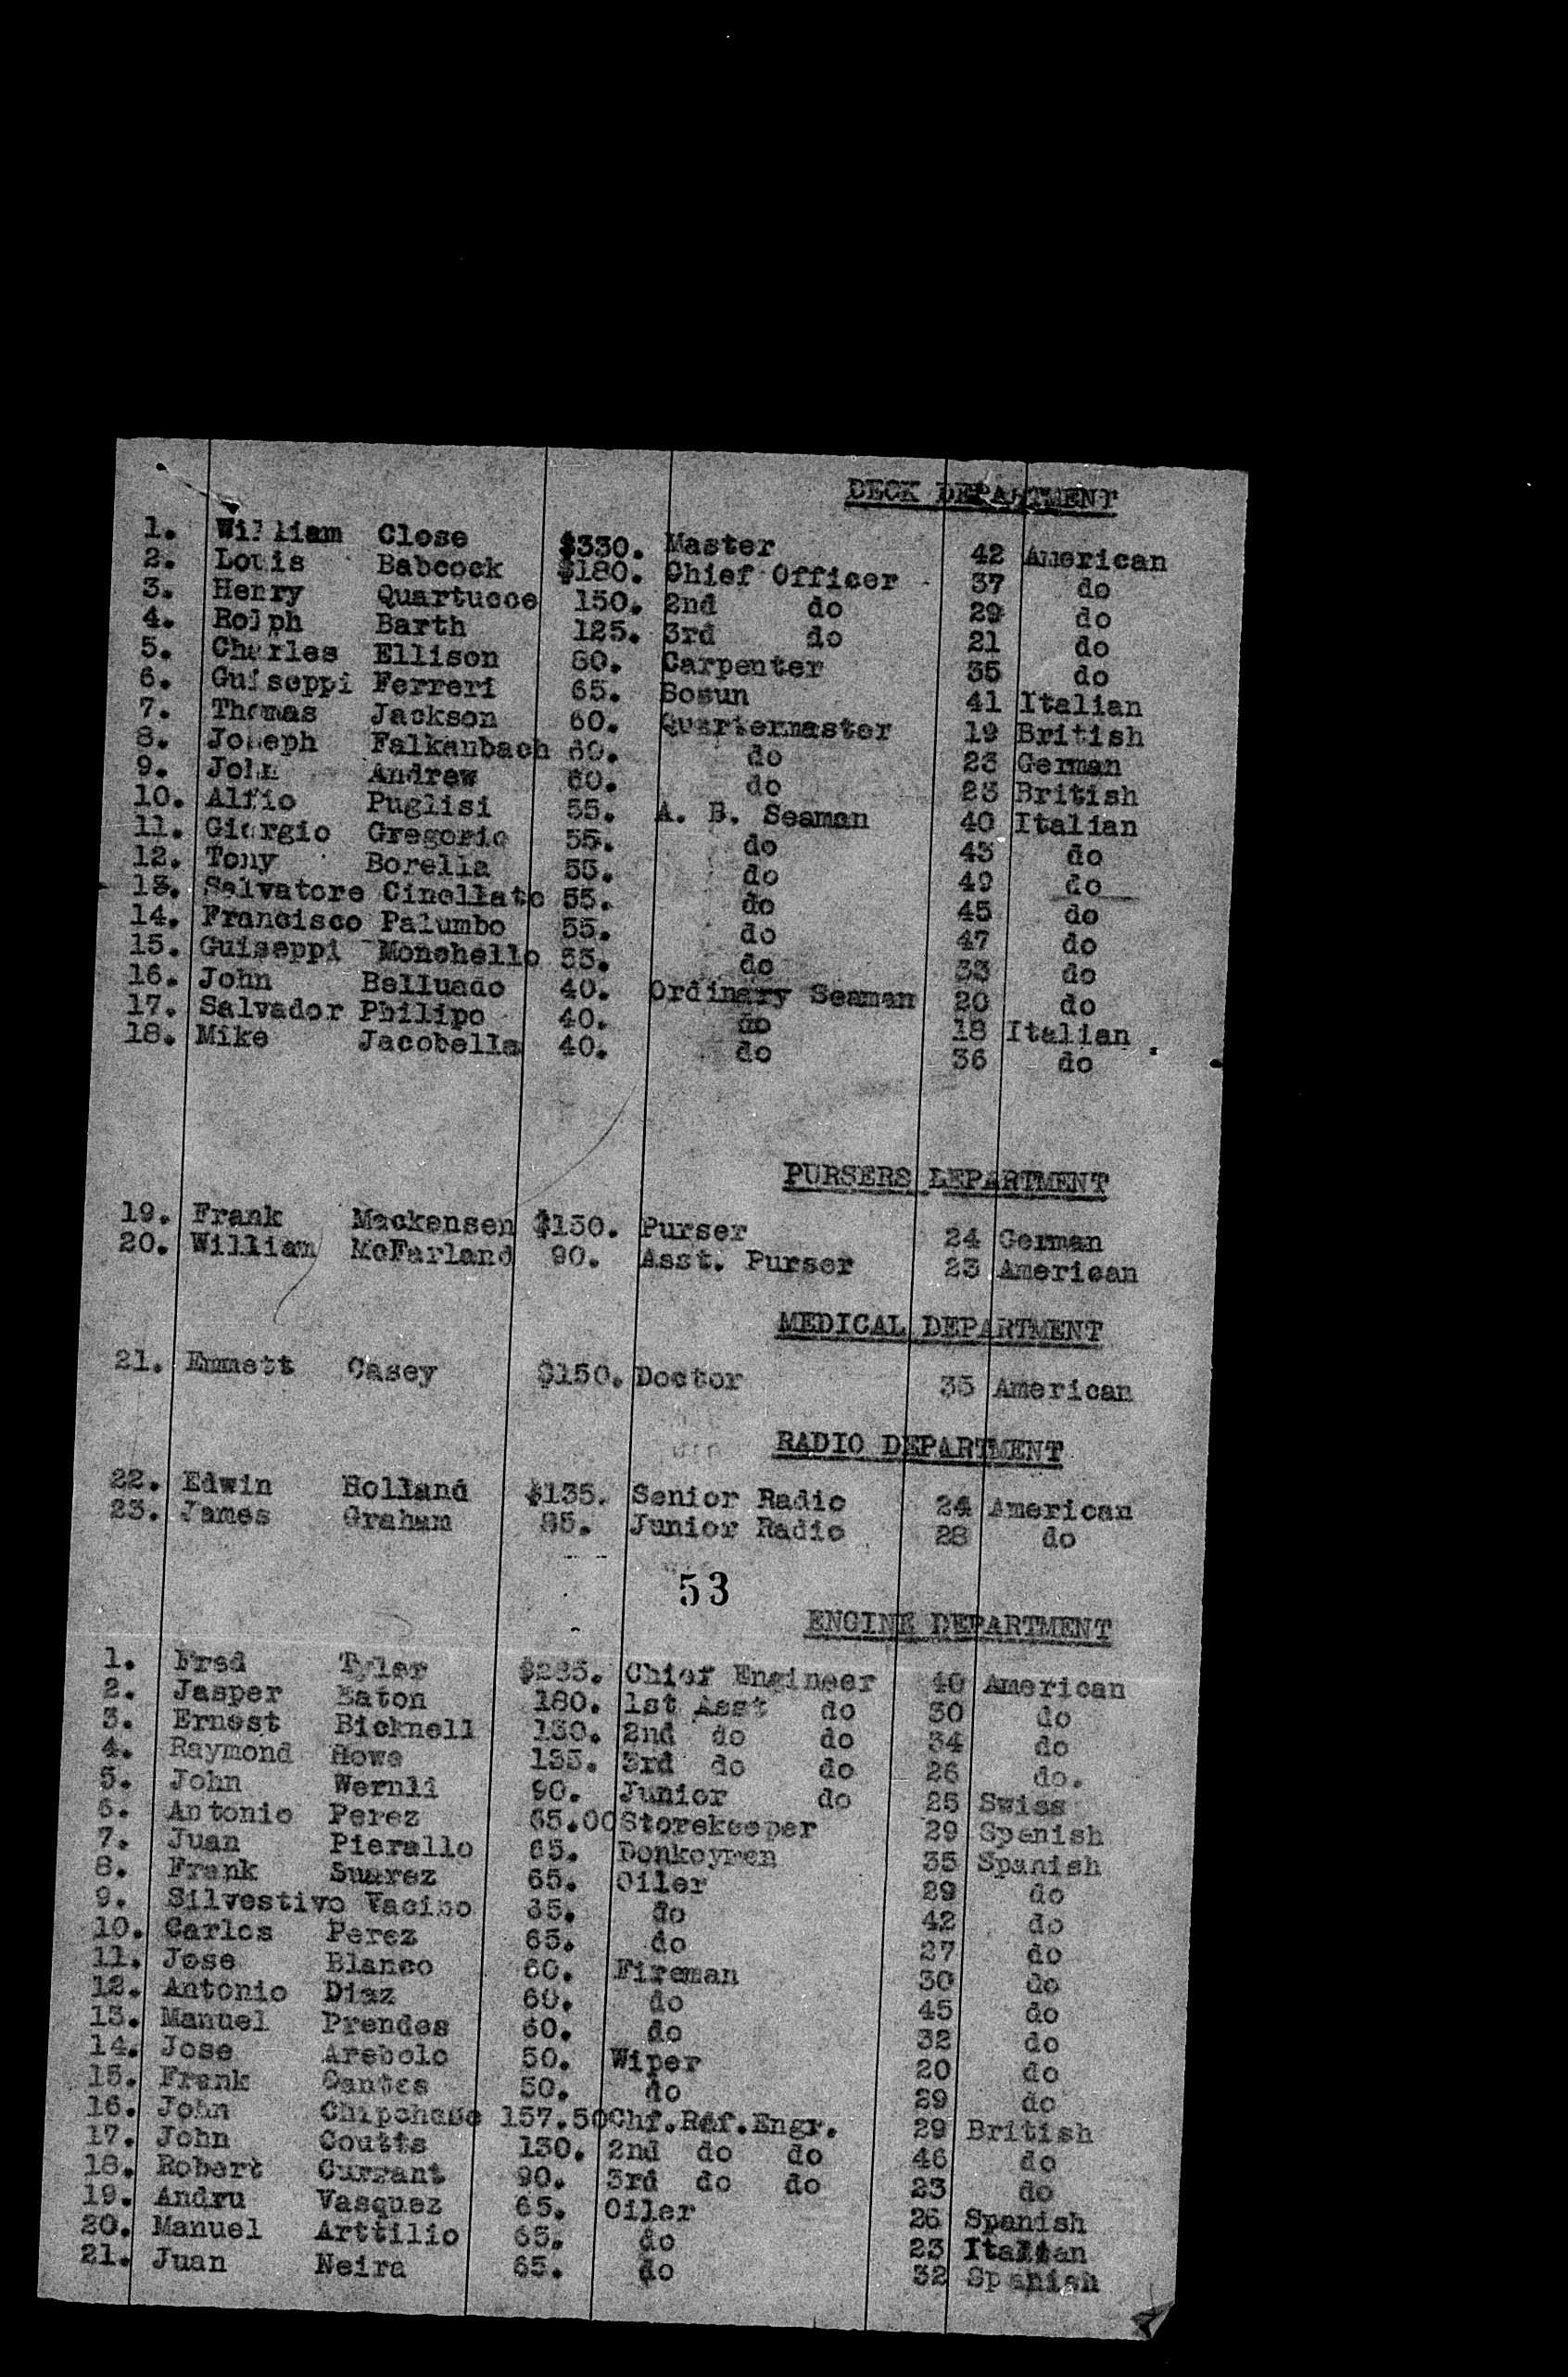 DECK DEPARTMENT
1. William Close $330. Master 42 American
2. Louis Babcock $180. Chief Officer 37 do
3. Henry Quartucce 150. 2nd do 29 do
4. Rolph Barth 125. 3rd do 21 do
5. Charles Ellison 80. Carpenter 35 do
6. Guiseppi Ferreri 65. Bosun 41 Italian
7. Thomas Jackson 60. Quartermaster 19 British
8. Joseph Falkanbach 60. do 23 German
9. John Andrew 60. do 23 British
10. Alfio Puglisi 55. A. B. Seaman 40 Italian
11. Giorgio Gregorio 55. do 43 do
12. Tony Borella 55. do 49 do
13. Salvatore Cinellato 55. do 45 do
14. Francisco Palumbo 55. do 47 do
15. Guiseppi Monchello 55. do 33 do
16. John Belluado 40. Ordinary Seaman 20 do
17. Salvador Philipo 40. do 18 Italian
18. Mike Jacobella 40. do 36 do
PURSERS DEPARTMENT
19. Frank Mackensen $150. Purser 24 German
20. William McFarland 90. Asst. Purser 23 American
MEDICAL DEPARTMENT
21. Emmett Casey $150. Doctor 35 American
RADIO DEPARTMENT
22. Edwin Holland $135. Senior Radio 24 American
23. James Graham 85. Junior Radio 28 do
53
ENGINE DEPARTMENT
1. Fred Tyler $285. Chief Engineer 40 American
2. Jasper Eaton 180. 1st Asst do 30 do
3. Ernest Bicknell 150. 2nd do do 34 do
4. Raymond Howe 135. 3rd do do 26 do.
5. John Wernli 90. Junior do 25 Swiss
6. Antonio Perez 65.00 Storekeeper 29 Spanish
7. Juan Pierallo 65. Donkeymen 35 Spanish
8. Frank Suarez 65. Oiler 29 do
9. Silvestivo 65. do 42 do
10. Carlos Perez 65. do 27 do
11. Jose Blanco 60. Fireman 30 do
12. Antonio Diaz 60. do 45 do
13. Manuel Prendes 60. do 32 do
14. Jose Arebolo 50. Wiper 20 do
15. Frank 50. do 29 do
16. John Chipchase 157.50 Chf.Ref.Engr. 29 British
17. John Coutts 130. 2nd do do 46 do
18. Robert Currant 90. 3rd do do 23 do
19. Andru Vasquez 65. Oiler 26 Spanish
20. Manuel Arttilio 65. do 23 Italian
21. Juan Neira 65. do 32 Spanish